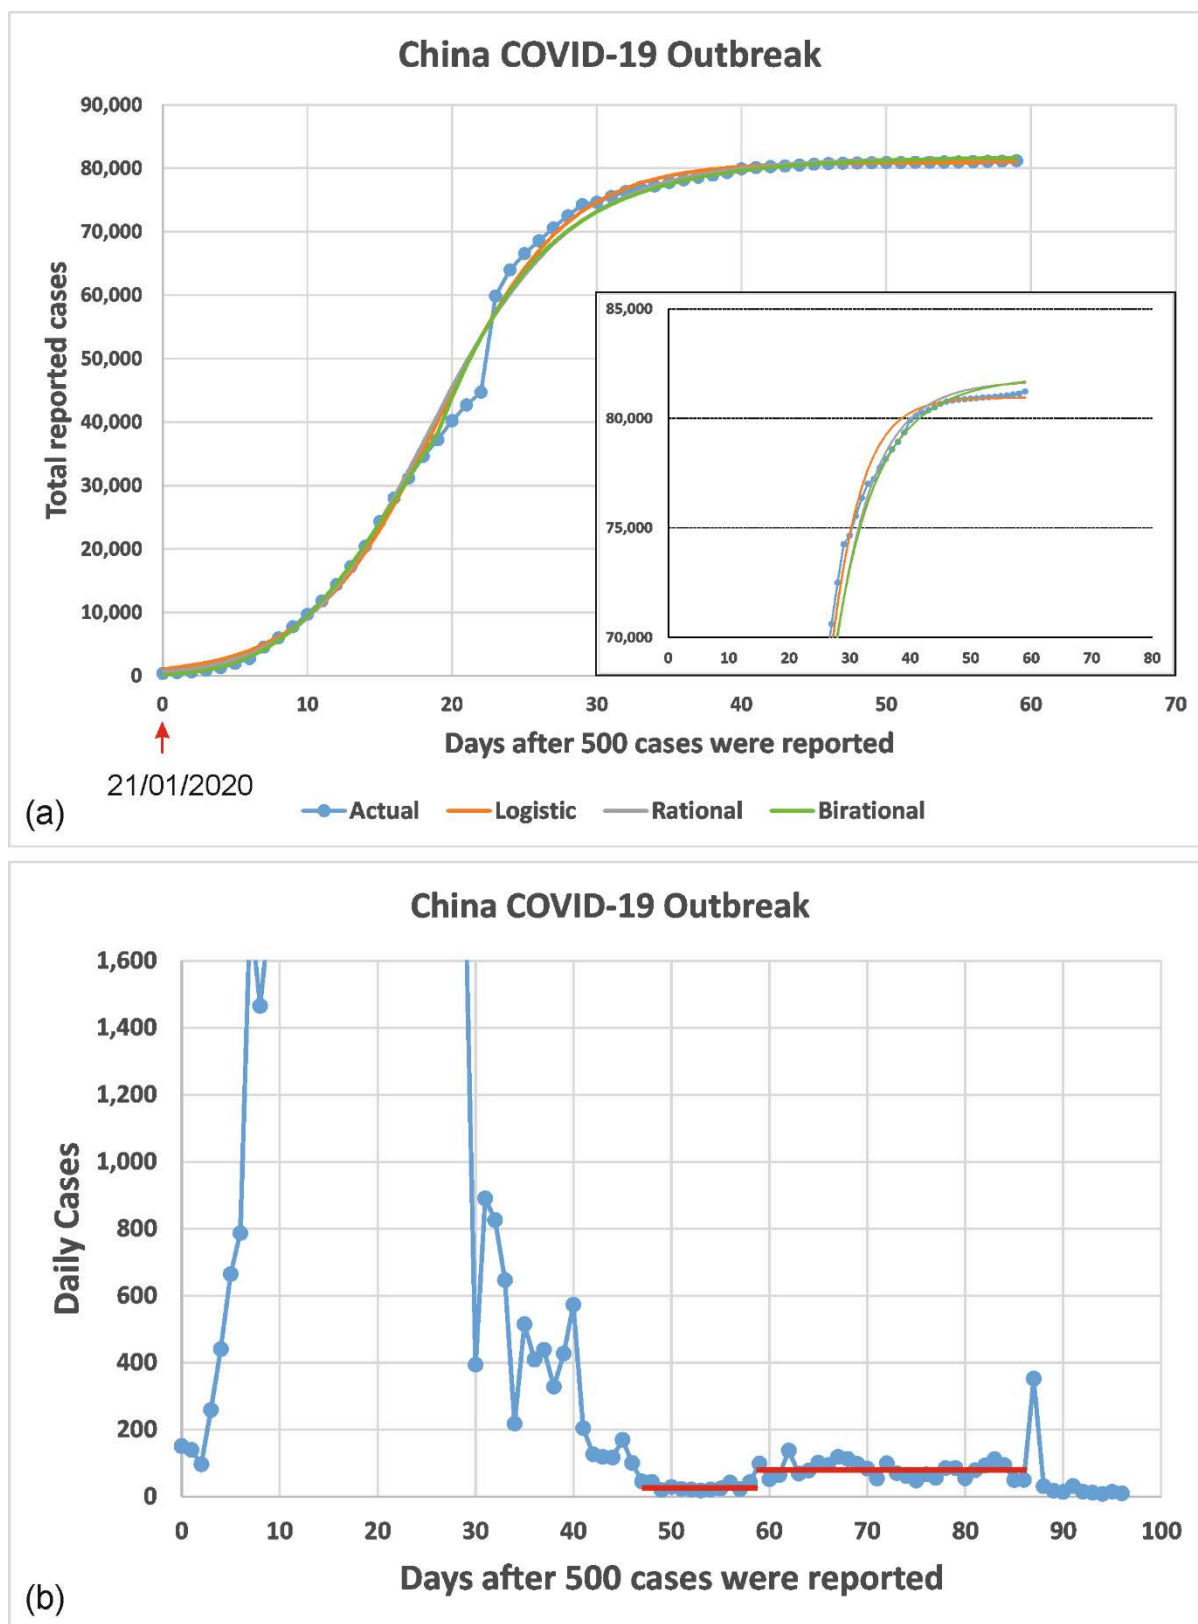 China COVID-19 Outbreak
90,000
80,000
70,000
60,000
50,000
40,000
30,000
20,000
10,000
0
Total reported cases
85,000
80,000
75,000
70,000
0 10 20 30 40 50 60 70 80
0 10 20 30 40 50 60 70
Days after 500 cases were reported
21/01/2020
(a)
Actual Logistic Rational Birational
China COVID-19 Outbreak
1,600
1,400
1,200
1,000
800
600
400
200
0
Daily Cases
0 10 20 30 40 50 60 70 80 90 100
Days after 500 cases were reported
(b)